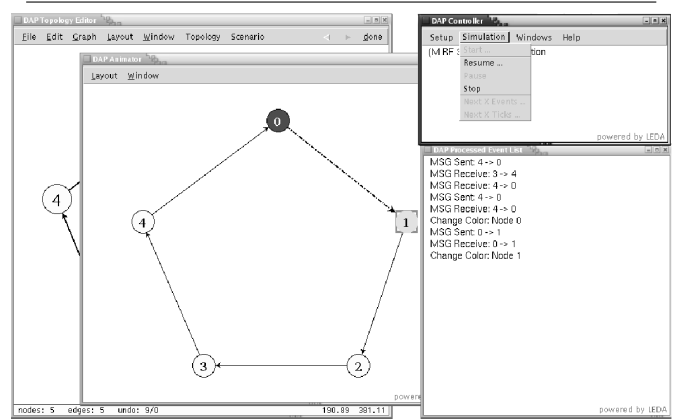 DAP Topology Editor
File Edit Graph Layout Window Topology Scenario done
4
nodes: 5 edges: 5 undo: 9/0 190.89 381.11
DAP Animator
Layout Window
0
1
4
3
2
powere
DAP Controller
Setup Simulation Windows Help
(M RF S tion
Start ...
Resume ...
Pause
Stop
Next X Events ...
Next X Ticks ...
powered by LEDA
DAP Processed Event List
MSG Sent: 4 -> 0
MSG Receive: 3 -> 4
MSG Receive: 4 -> 0
MSG Sent: 4 -> 0
MSG Receive: 4 -> 0
Change Color: Node 0
MSG Sent: 0 -> 1
MSG Receive: 0 -> 1
Change Color: Node 1
powered by LEDA